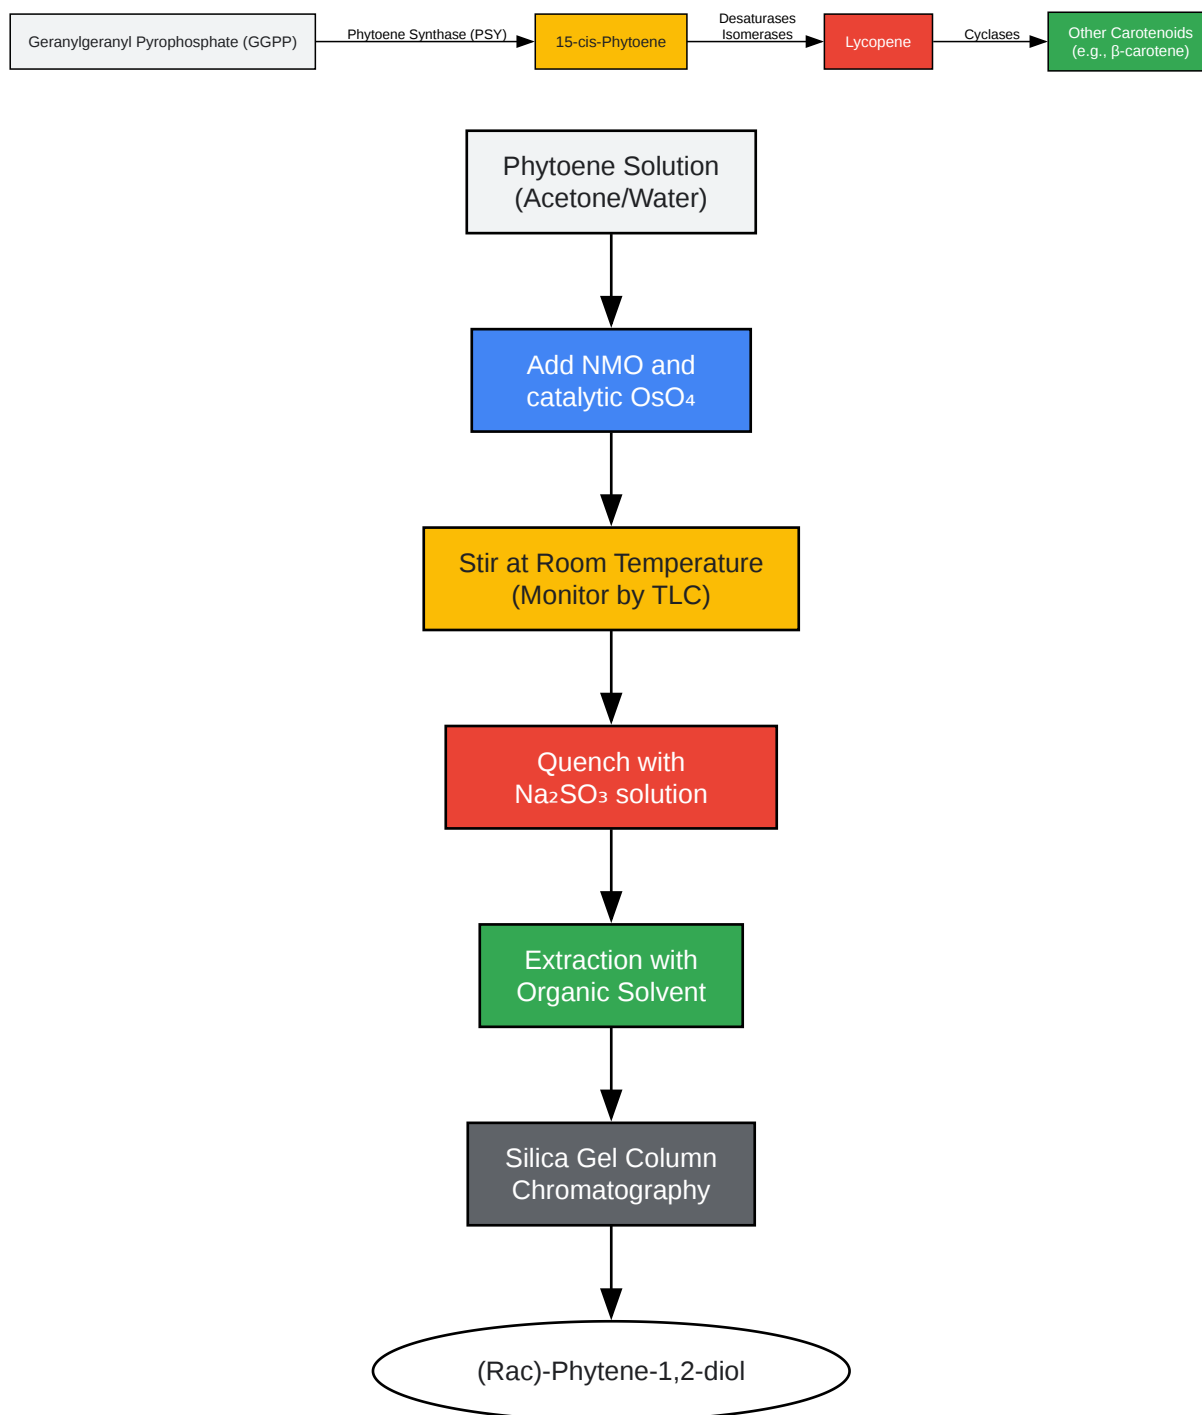 Geranylgeranyl Pyrophosphate (GGPP)
Phytoene Synthase (PSY)
15-cis-Phytoene
Desaturases
Isomerases
Lycopene
Cyclases
Other Carotenoids
(e.g., β-carotene)
Phytoene Solution
(Acetone/Water)
Add NMO and
catalytic OsO₄
Stir at Room Temperature
(Monitor by TLC)
Quench with
Na₂SO₃ solution
Extraction with
Organic Solvent
Silica Gel Column
Chromatography
(Rac)-Phytene-1,2-diol